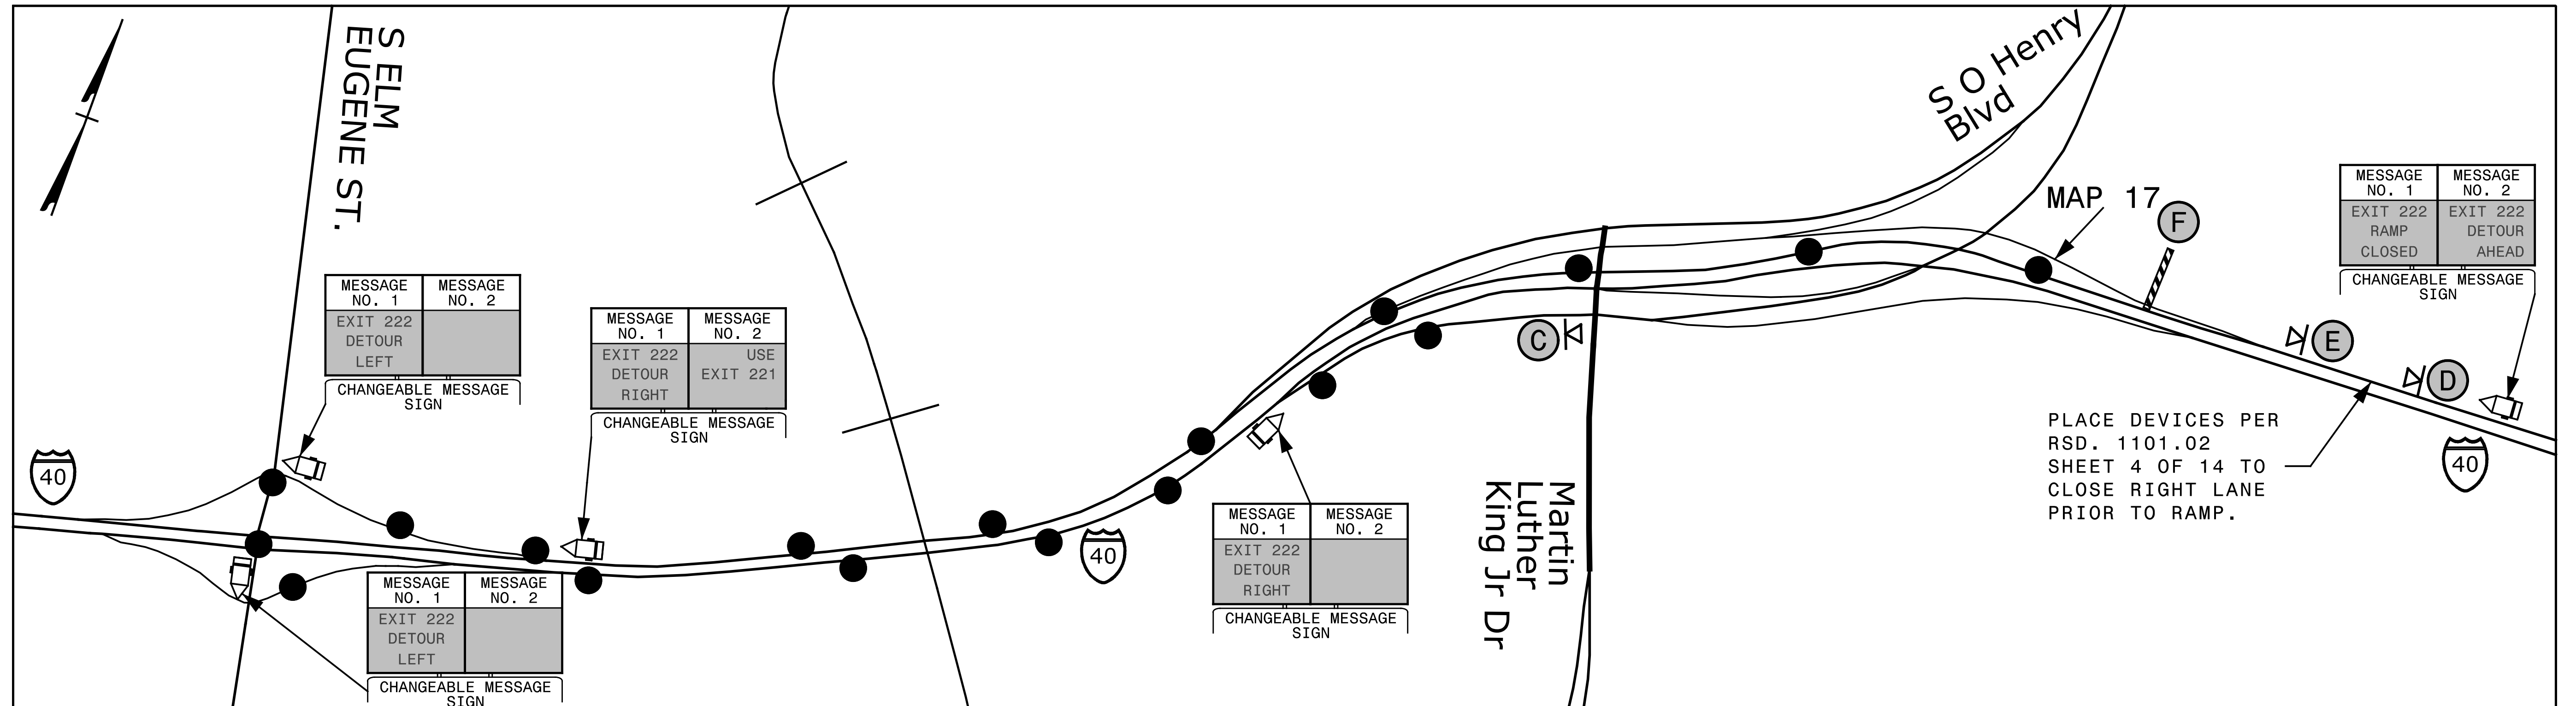 S ELM
EUGENE ST.
S O Henry
Blvd
MAP 17
F
MESSAGE NO. 1
MESSAGE NO. 2
EXIT 222
RAMP
CLOSED
EXIT 222
DETOUR
AHEAD
CHANGEABLE MESSAGE
SIGN
MESSAGE NO. 1
MESSAGE NO. 2
EXIT 222
DETOUR
LEFT
CHANGEABLE MESSAGE
SIGN
MESSAGE NO. 1
MESSAGE NO. 2
EXIT 222
DETOUR
RIGHT
USE
EXIT 221
CHANGEABLE MESSAGE
SIGN
C
E
D
40
PLACE DEVICES PER
RSD. 1101.02
SHEET 4 OF 14 TO
CLOSE RIGHT LANE
PRIOR TO RAMP.
40
40
MESSAGE NO. 1
MESSAGE NO. 2
EXIT 222
DETOUR
RIGHT
CHANGEABLE MESSAGE
SIGN
Martin
Luther
King Jr Dr
MESSAGE NO. 1
MESSAGE NO. 2
EXIT 222
DETOUR
LEFT
CHANGEABLE MESSAGE
SIGN